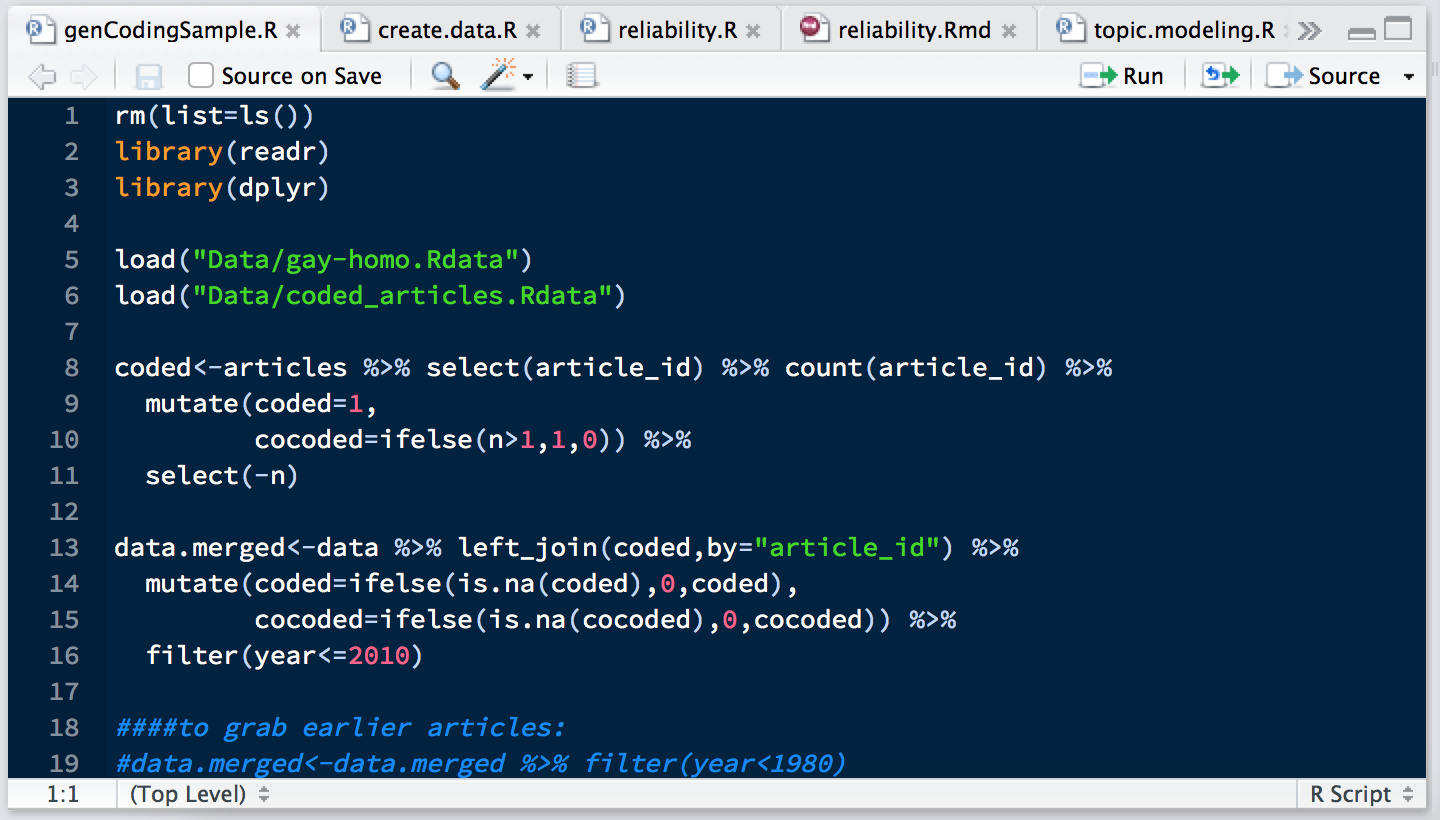 genCodingSample.R create.data.R reliability.R reliability.Rmd topic.modeling.R
Source on Save Run Source
1 rm(list=ls())
2 library(readr)
3 library(dplyr)
4
5 load("Data/gay-homo.Rdata")
6 load("Data/coded_articles.Rdata")
7
8 coded<-articles %>% select(article_id) %>% count(article_id) %>%
9   mutate(coded=1,
10          cocoded=ifelse(n>1,1,0)) %>%
11   select(-n)
12
13 data.merged<-data %>% left_join(coded,by="article_id") %>%
14   mutate(coded=ifelse(is.na(coded),0,coded),
15          cocoded=ifelse(is.na(cocoded),0,cocoded)) %>%
16   filter(year<=2010)
17
18 ####to grab earlier articles:
19 #data.merged<-data.merged %>% filter(year<1980)
1:1 (Top Level) R Script